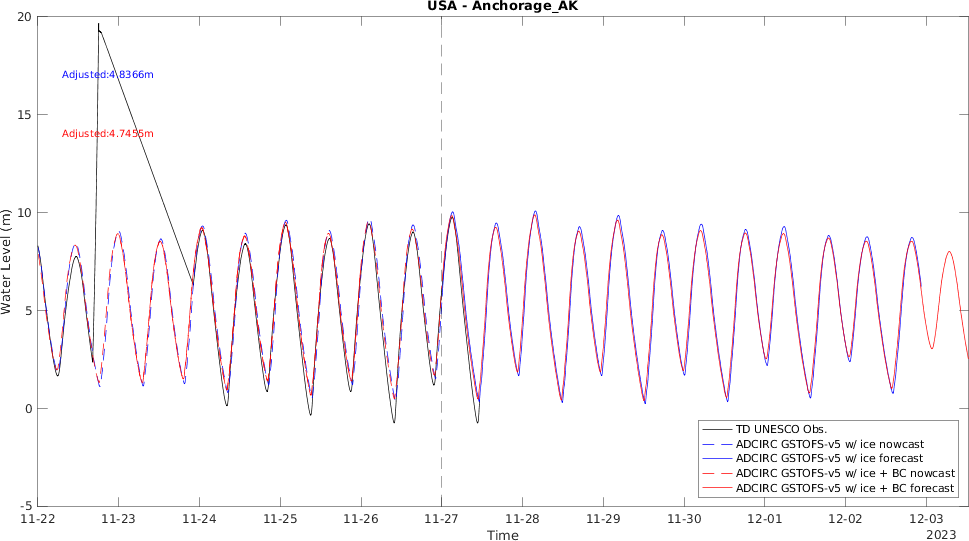 USA - Anchorage_AK
20
15
10
5
0
-5
Water Level (m)
Adjusted:4.8366m
Adjusted:4.7455m
TD UNESCO Obs.
ADCIRC GSTOFS-v5 w/ ice nowcast
ADCIRC GSTOFS-v5 w/ ice forecast
ADCIRC GSTOFS-v5 w/ ice + BC nowcast
ADCIRC GSTOFS-v5 w/ ice + BC forecast
11-22 11-23 11-24 11-25 11-26 11-27 11-28 11-29 11-30 12-01 12-02 12-03
Time
2023